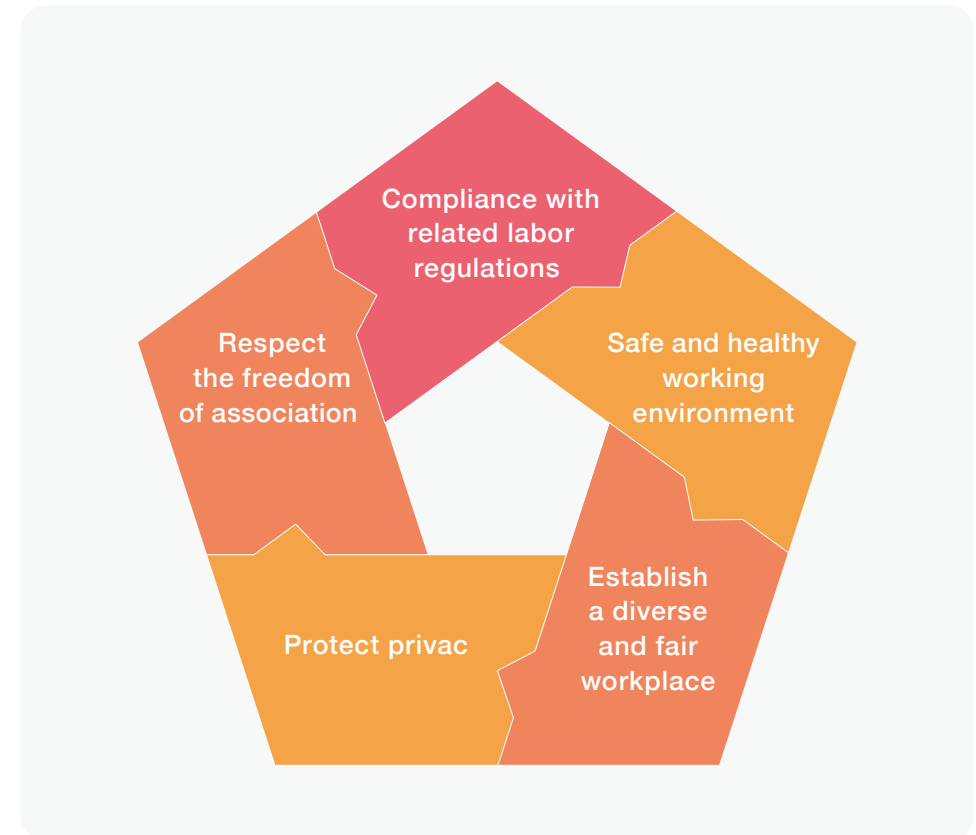 Compliance with
related labor
regulations
Safe and healthy
working
environment
Establish
a diverse
and fair
workplace
Protect privac
Respect
the freedom
of association